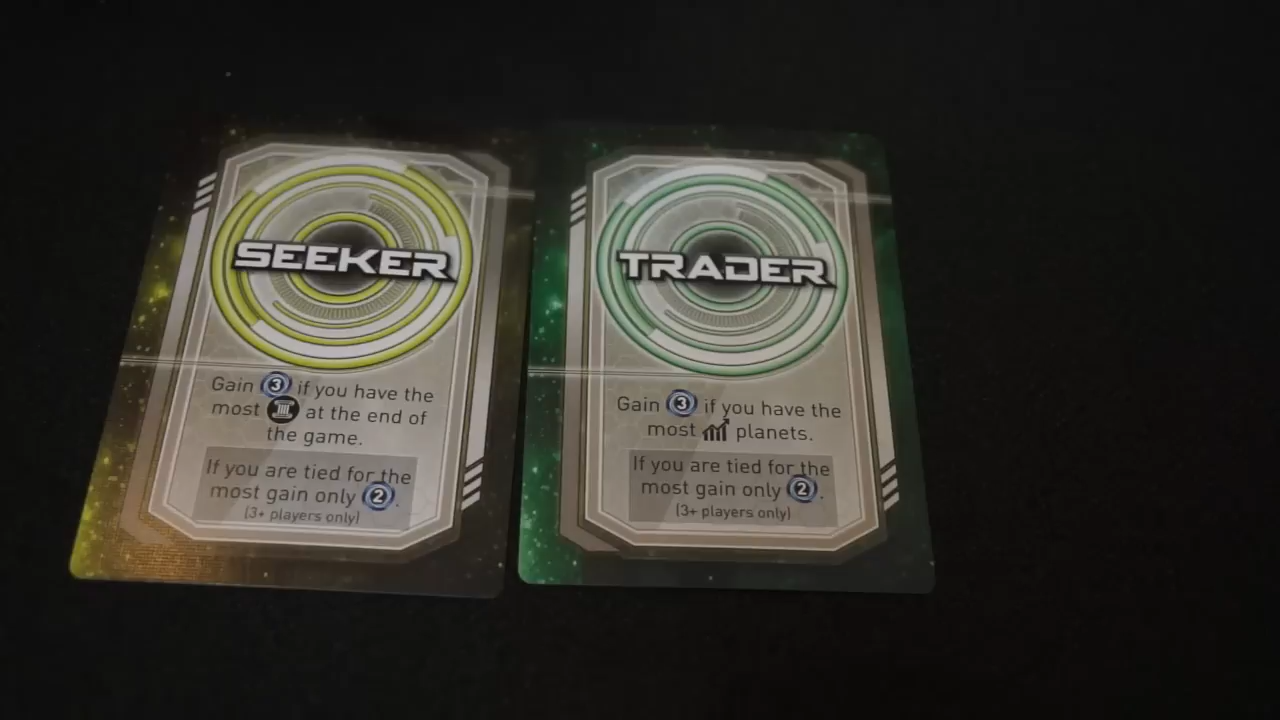 SEEKER
Gain 3 if you have the
most at the end of
the game.
If you are tied for the
most gain only 2.
(3+ players only)
TRADER
Gain 3 if you have the
most planets.
If you are tied for the
most gain only 2.
(3+ players only)